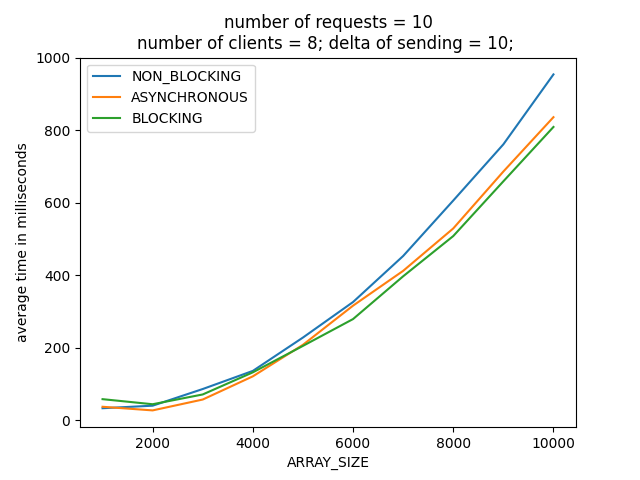 number of requests = 10
number of clients = 8; delta of sending = 10;
NON_BLOCKING
ASYNCHRONOUS
BLOCKING
average time in milliseconds
1000
800
600
400
200
0
2000 4000 6000 8000 10000
ARRAY_SIZE